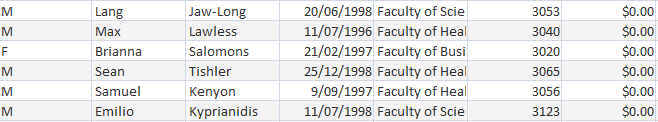 M Lang Jaw-Long 20/06/1998 Faculty of Scie 3053 $0.00
M Max Lawless 11/07/1996 Faculty of Heal 3040 $0.00
F Brianna Salomons 21/02/1997 Faculty of Busi 3020 $0.00
M Sean Tishler 25/12/1998 Faculty of Heal 3065 $0.00
M Samuel Kenyon 9/09/1997 Faculty of Heal 3056 $0.00
M Emilio Kyprianidis 11/07/1998 Faculty of Scie 3123 $0.00